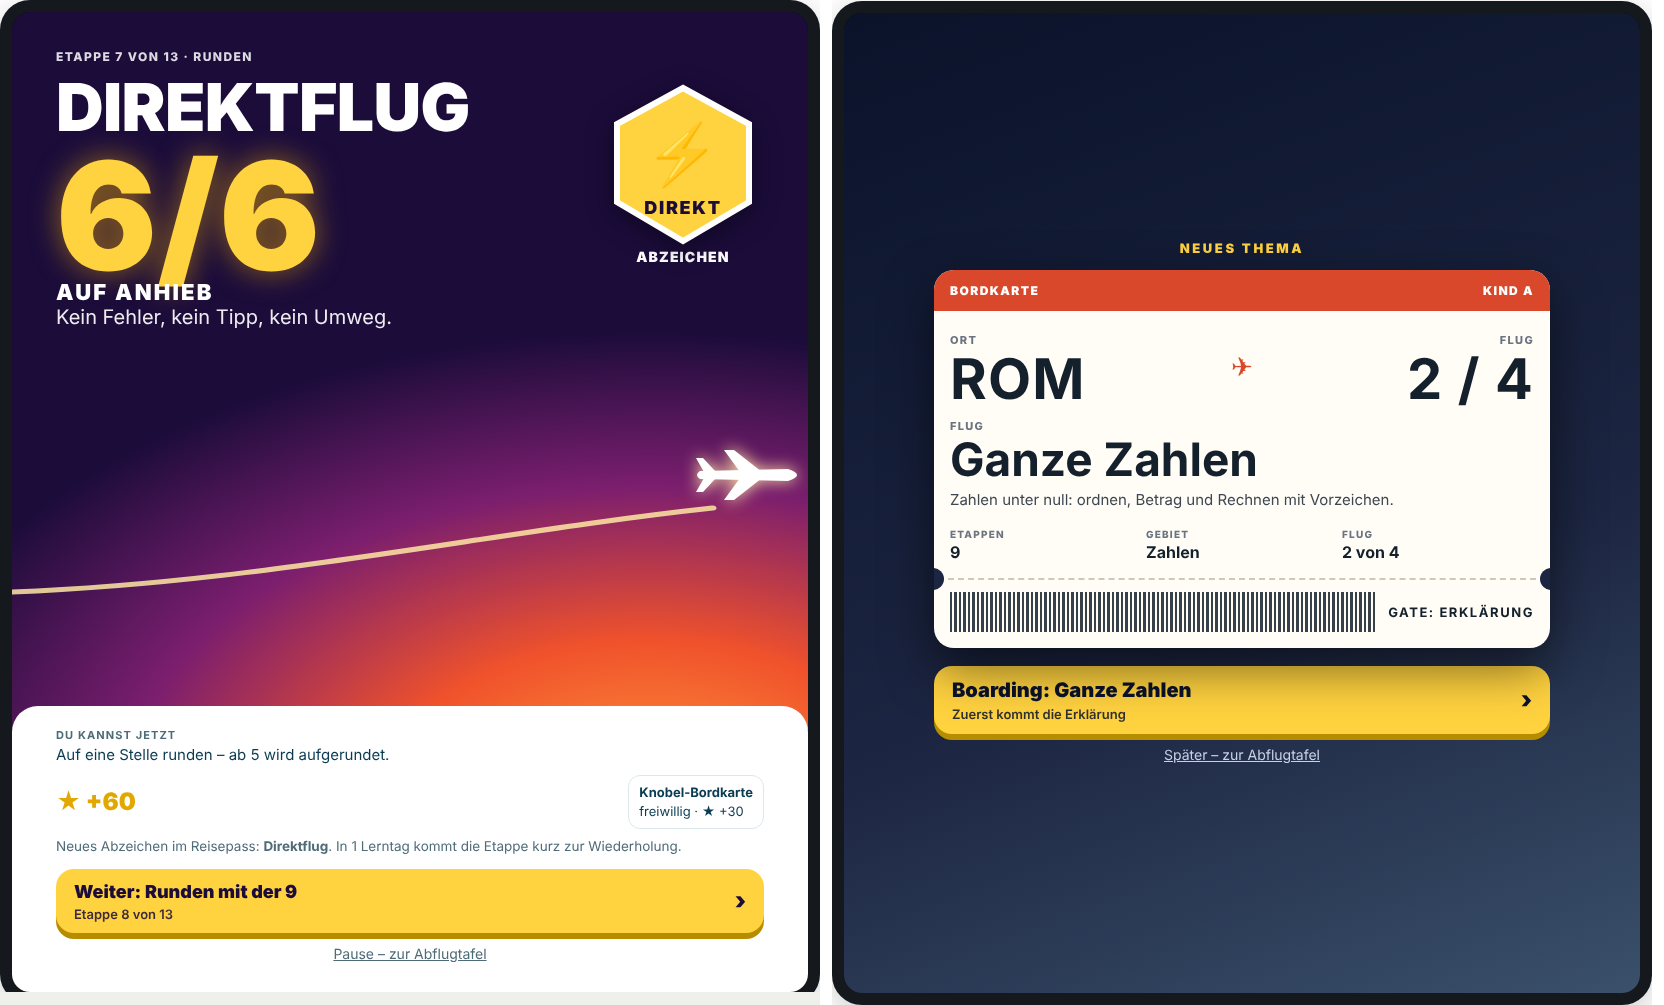 ETAPPE 7 VON 13 · RUNDEN
DIREKTFLUG
6/6
AUF ANHIEB
Kein Fehler, kein Tipp, kein Umweg.
DIREKT
ABZEICHEN
DU KANNST JETZT
Auf eine Stelle runden – ab 5 wird aufgerundet.
★ +60
Knobel-Bordkarte
freiwillig · ★ +30
Neues Abzeichen im Reisepass: Direktflug. In 1 Lerntag kommt die Etappe kurz zur Wiederholung.
Weiter: Runden mit der 9
Etappe 8 von 13
›
Pause – zur Abflugtafel
NEUES THEMA
BORDKARTE
KIND A
ORT
FLUG
ROM
✈
2 / 4
FLUG
Ganze Zahlen
Zahlen unter null: ordnen, Betrag und Rechnen mit Vorzeichen.
ETAPPEN
GEBIET
FLUG
9
Zahlen
2 von 4
GATE: ERKLÄRUNG
Boarding: Ganze Zahlen
Zuerst kommt die Erklärung
›
Später – zur Abflugtafel